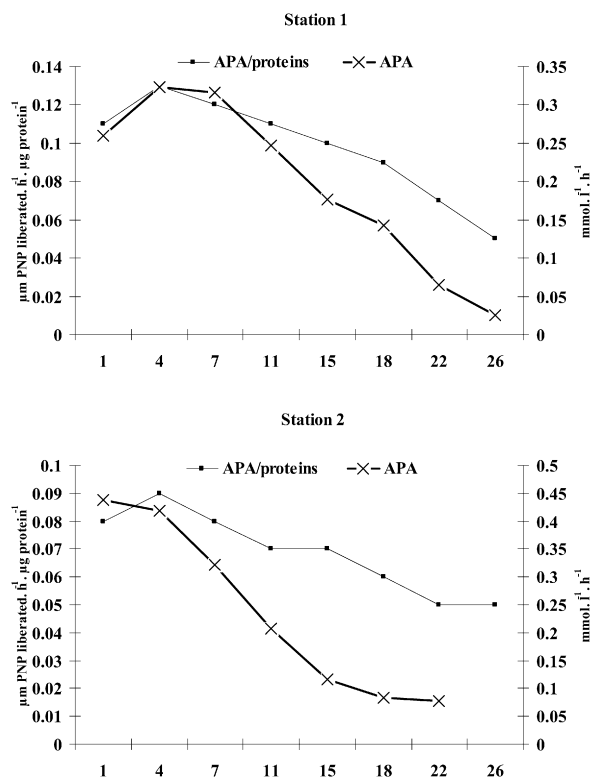 Station 1
APA/proteins APA
0.14 0.35
0.12 0.3
0.1 0.25
0.08 0.2
0.06 0.15
0.04 0.1
0.02 0.05
0 0
µm PNP liberated. h⁻¹. µg protein⁻¹
mmol. l⁻¹. h⁻¹
1 4 7 11 15 18 22 26
Station 2
APA/proteins APA
0.1 0.5
0.09 0.45
0.08 0.4
0.07 0.35
0.06 0.3
0.05 0.25
0.04 0.2
0.03 0.15
0.02 0.1
0.01 0.05
0 0
µm PNP liberated. h⁻¹. µg protein⁻¹
mmol. l⁻¹. h⁻¹
1 4 7 11 15 18 22 26